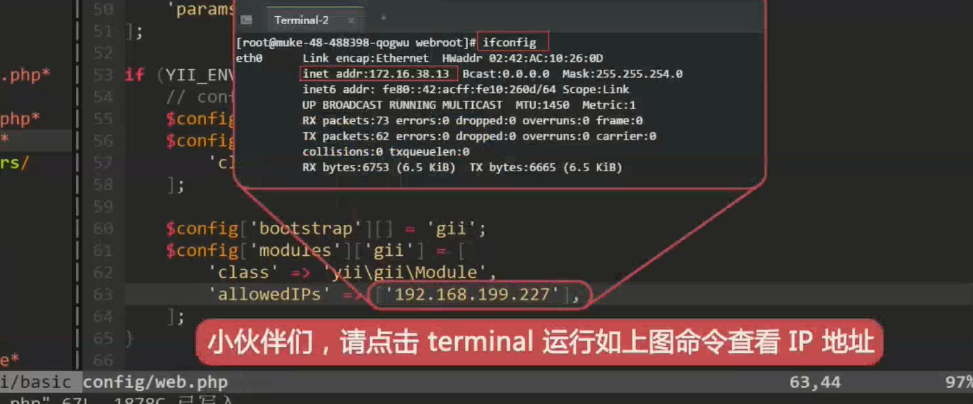 50 'params
51 ];
52
53 if (YII_EN
54 // conf
55 $config
56 $config
57 'cl
58 ];
59
60 $config['bootstrap'][] = 'gii';
61 $config['modules']['gii'] = [
62 'class' => 'yii\gii\Module',
63 'allowedIPs' => ['192.168.199.227'],
64 ];
65 }
66
.php*
php*
*
rs/
e*
Terminal-2 ×
[root@muke-48-488398-qogwu webroot]# ifconfig
eth0 Link encap:Ethernet HWaddr 02:42:AC:10:26:0D
inet addr:172.16.38.13 Bcast:0.0.0.0 Mask:255.255.254.0
inet6 addr: fe80::42:acff:fe10:260d/64 Scope:Link
UP BROADCAST RUNNING MULTICAST MTU:1450 Metric:1
RX packets:73 errors:0 dropped:0 overruns:0 frame:0
TX packets:62 errors:0 dropped:0 overruns:0 carrier:0
collisions:0 txqueuelen:0
RX bytes:6753 (6.5 KiB) TX bytes:6665 (6.5 KiB)
小伙伴们，请点击 terminal 运行如上图命令查看 IP 地址
i/basic config/web.php 63,44 97%
.php" 67L, 1878C 已写入